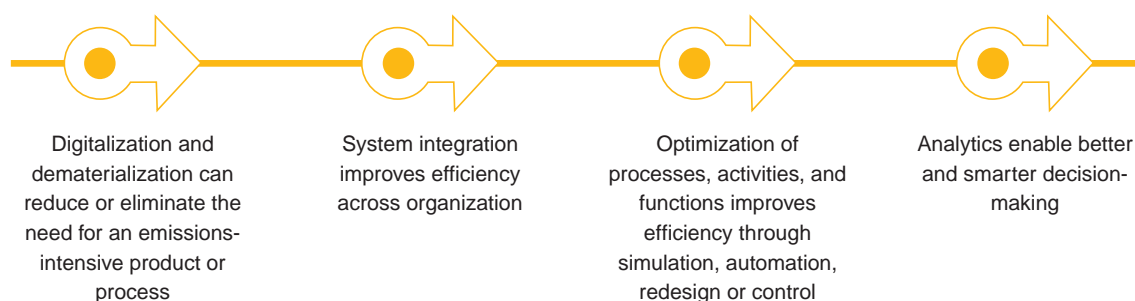 Digitalization and
dematerialization can
reduce or eliminate the
need for an emissions-
intensive product or
process
System integration
improves efficiency
across organization
Optimization of
processes, activities, and
functions improves
efficiency through
simulation, automation,
redesign or control
Analytics enable better
and smarter decision-
making